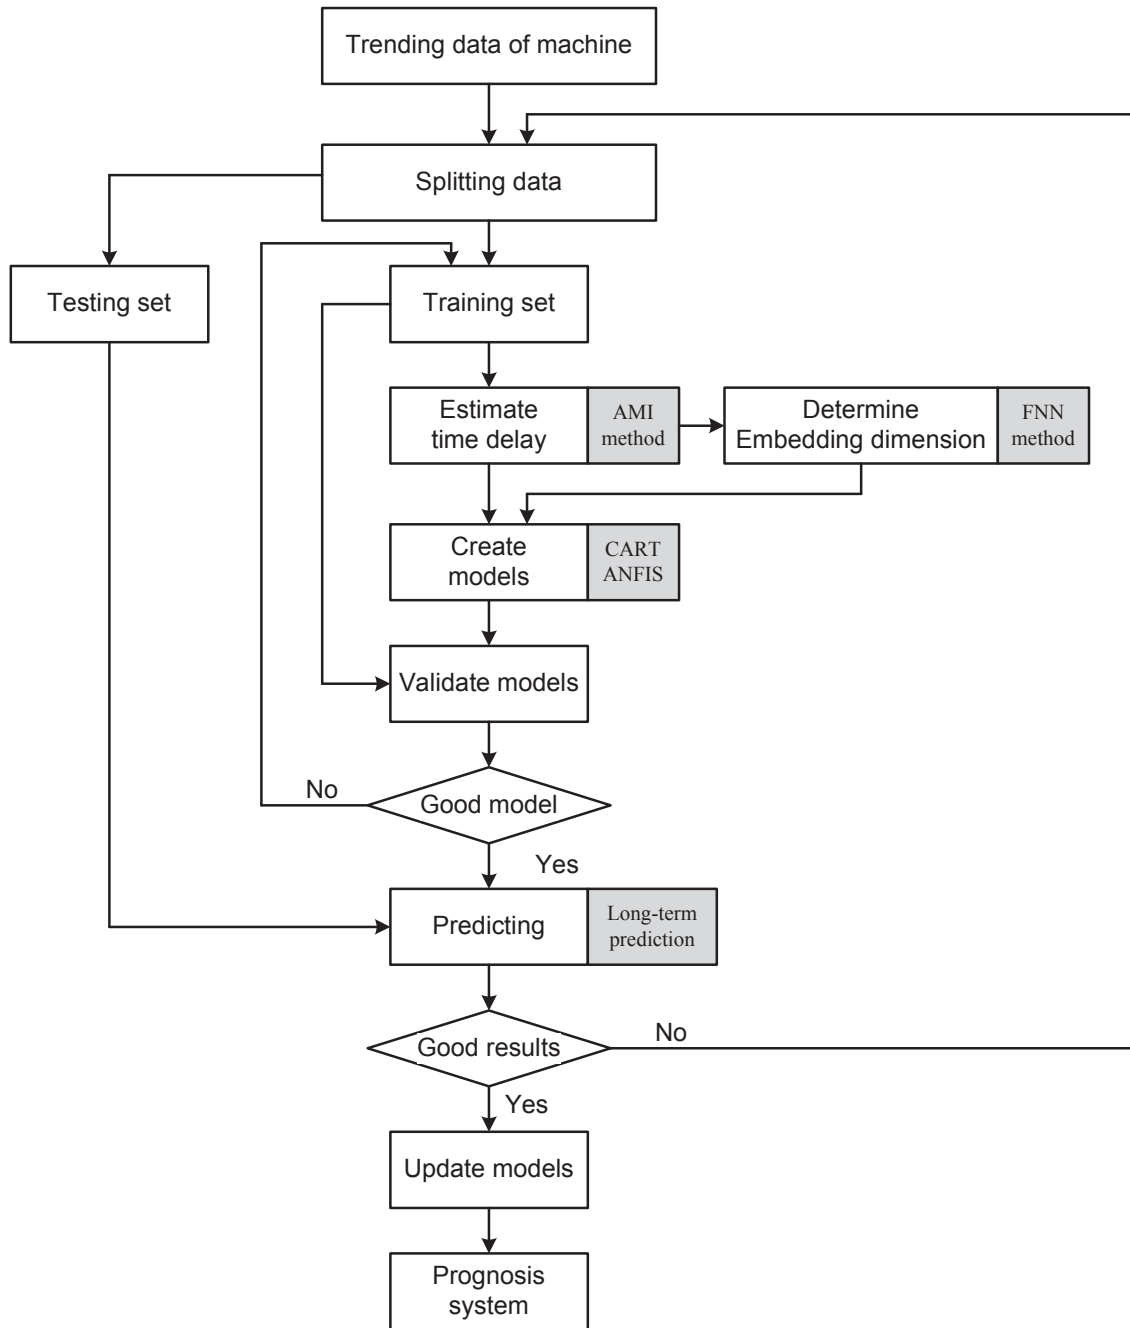 Trending data of machine
Splitting data
Testing set
Training set
Estimate
time delay
AMI
method
Determine
Embedding dimension
FNN
method
Create
models
CART
ANFIS
Validate models
No
Good model
Yes
Predicting
Long-term
prediction
Good results
No
Yes
Update models
Prognosis
system